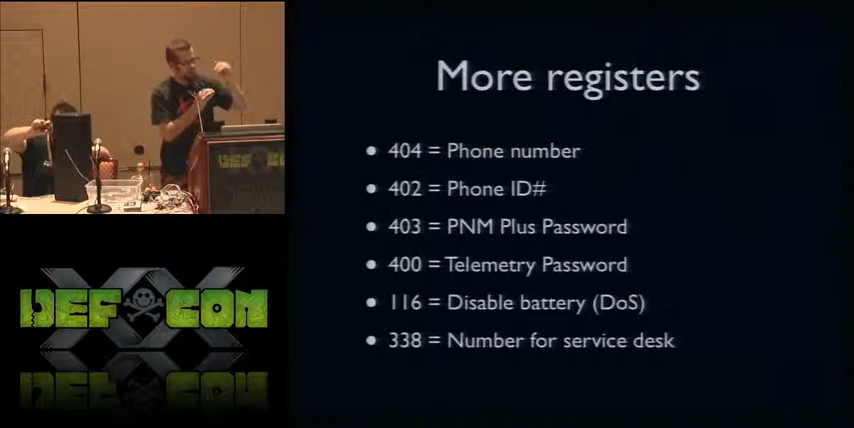 More registers
• 404 = Phone number
• 402 = Phone ID#
• 403 = PNM Plus Password
• 400 = Telemetry Password
• 116 = Disable battery (DoS)
• 338 = Number for service desk
DEF CON
XX